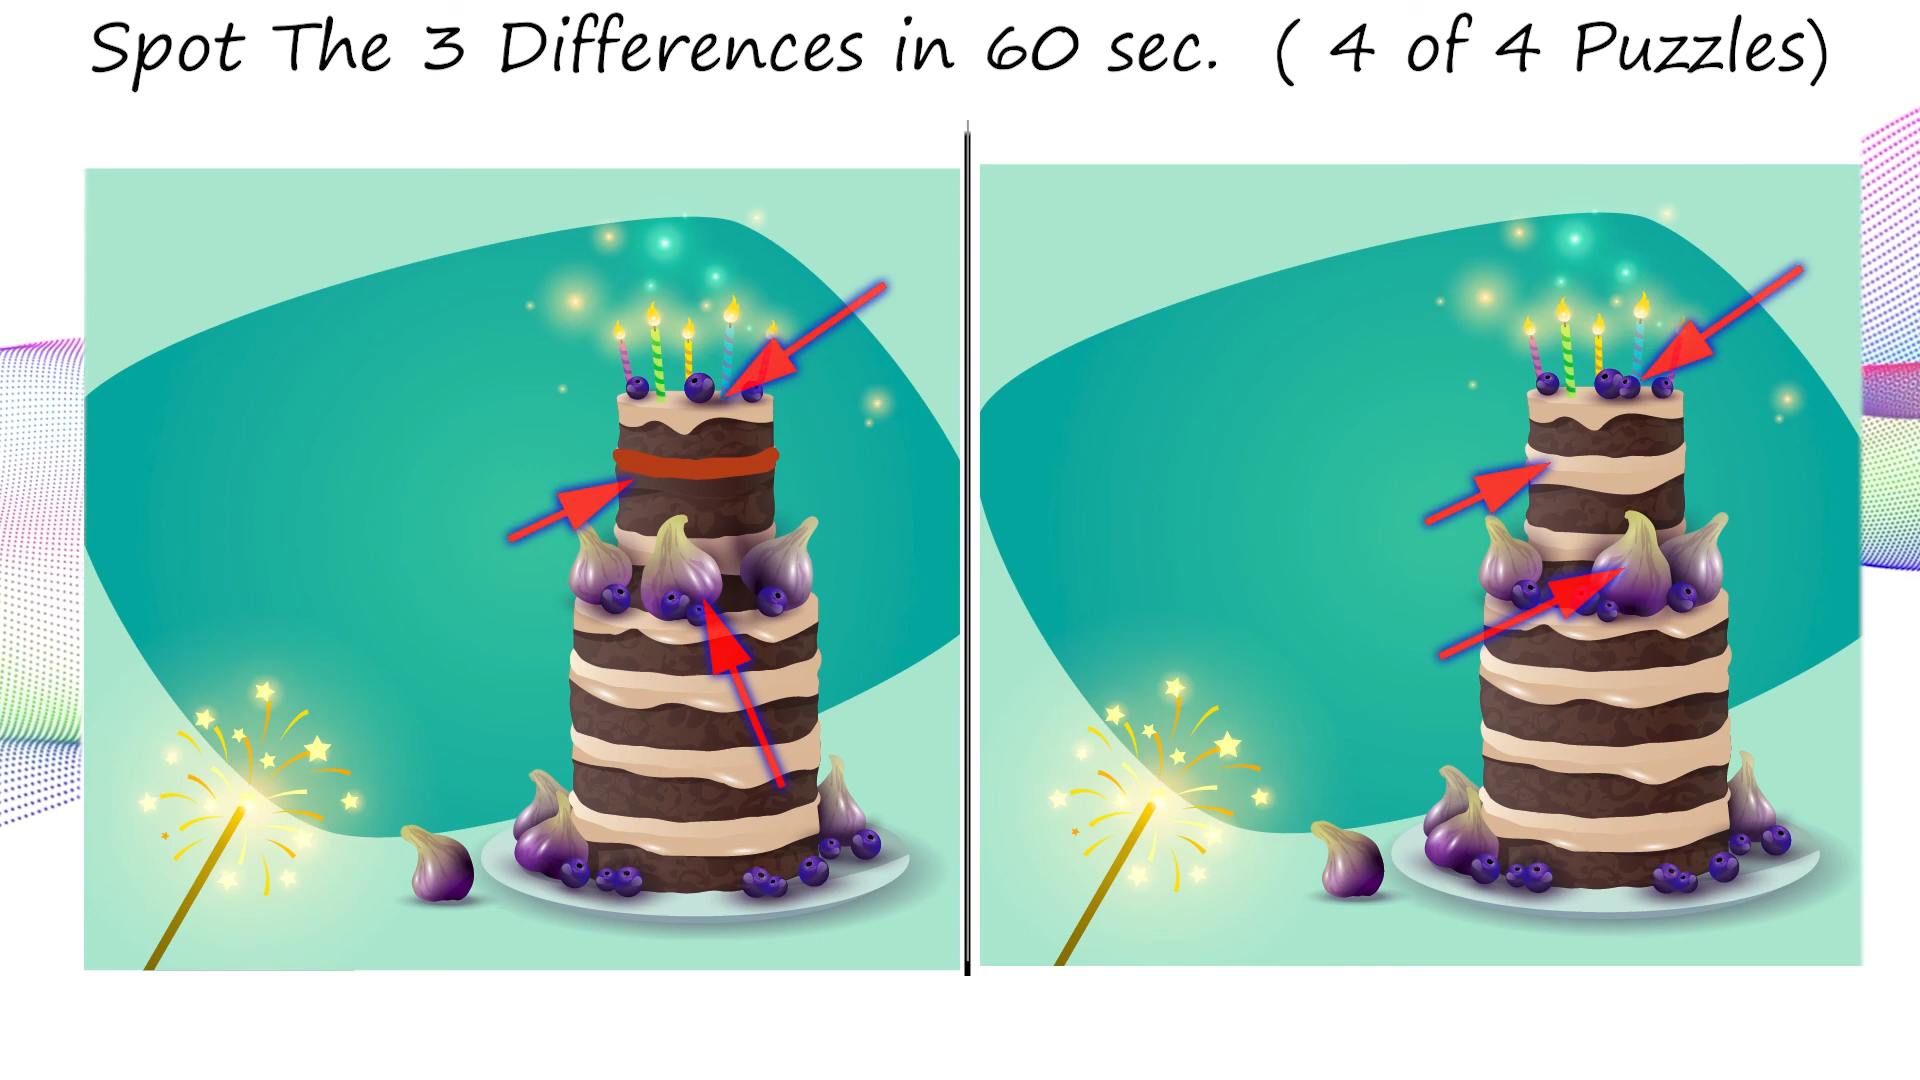 Spot The 3 Differences in 60 sec. ( 4 of 4 Puzzles)